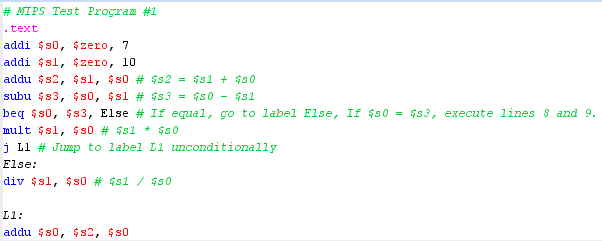 # MIPS Test Program #1
.text
addi $s0, $zero, 7
addi $s1, $zero, 10
addu $s2, $s1, $s0 # $s2 = $s1 + $s0
subu $s3, $s0, $s1 # $s3 = $s0 - $s1
beq $s0, $s3, Else # If equal, go to label Else, If $s0 = $s3, execute lines 8 and 9.
mult $s1, $s0 # $s1 * $s0
j L1 # Jump to label L1 unconditionally
Else:
div $s1, $s0 # $s1 / $s0
L1:
addu $s0, $s2, $s0